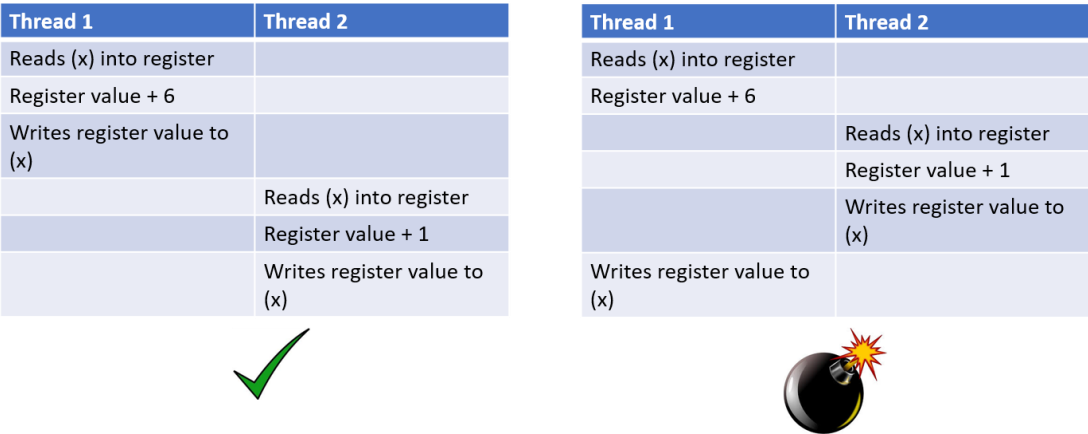 Thread 1 Thread 2
Reads (x) into register
Register value + 6
Writes register value to
(x)
Reads (x) into register
Register value + 1
Writes register value to
(x)
Thread 1 Thread 2
Reads (x) into register
Register value + 6
Reads (x) into register
Register value + 1
Writes register value to
(x)
Writes register value to
(x)